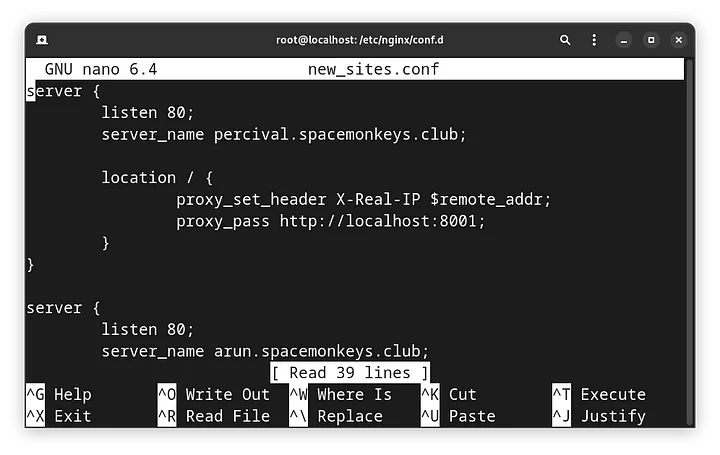 root@localhost: /etc/nginx/conf.d
GNU nano 6.4 new_sites.conf
server {
        listen 80;
        server_name percival.spacemonkeys.club;

        location / {
                proxy_set_header X-Real-IP $remote_addr;
                proxy_pass http://localhost:8001;
        }
}

server {
        listen 80;
        server_name arun.spacemonkeys.club;
[ Read 39 lines ]
^G Help ^O Write Out ^W Where Is ^K Cut ^T Execute
^X Exit ^R Read File ^\ Replace ^U Paste ^J Justify